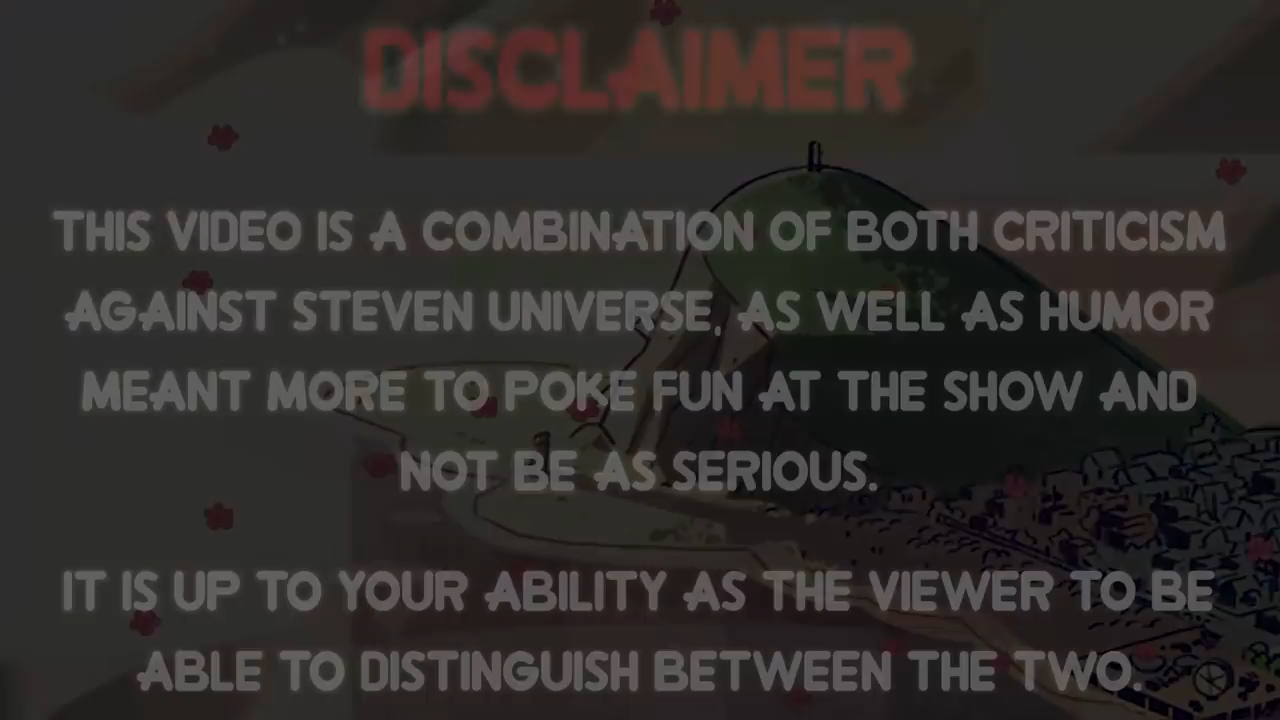 DISCLAIMER
THIS VIDEO IS A COMBINATION OF BOTH CRITICISM
AGAINST STEVEN UNIVERSE, AS WELL AS HUMOR
MEANT MORE TO POKE FUN AT THE SHOW AND
NOT BE AS SERIOUS.
IT IS UP TO YOUR ABILITY AS THE VIEWER TO BE
ABLE TO DISTINGUISH BETWEEN THE TWO.